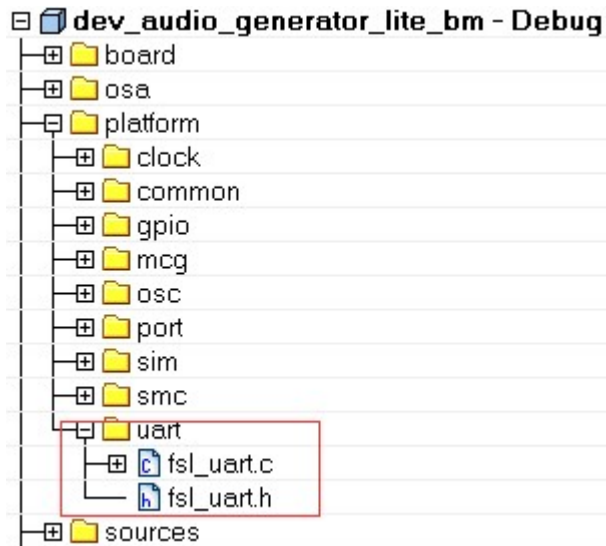 dev_audio_generator_lite_bm - Debug
board
osa
platform
clock
common
gpio
mcg
osc
port
sim
smc
uart
fsl_uart.c
fsl_uart.h
sources